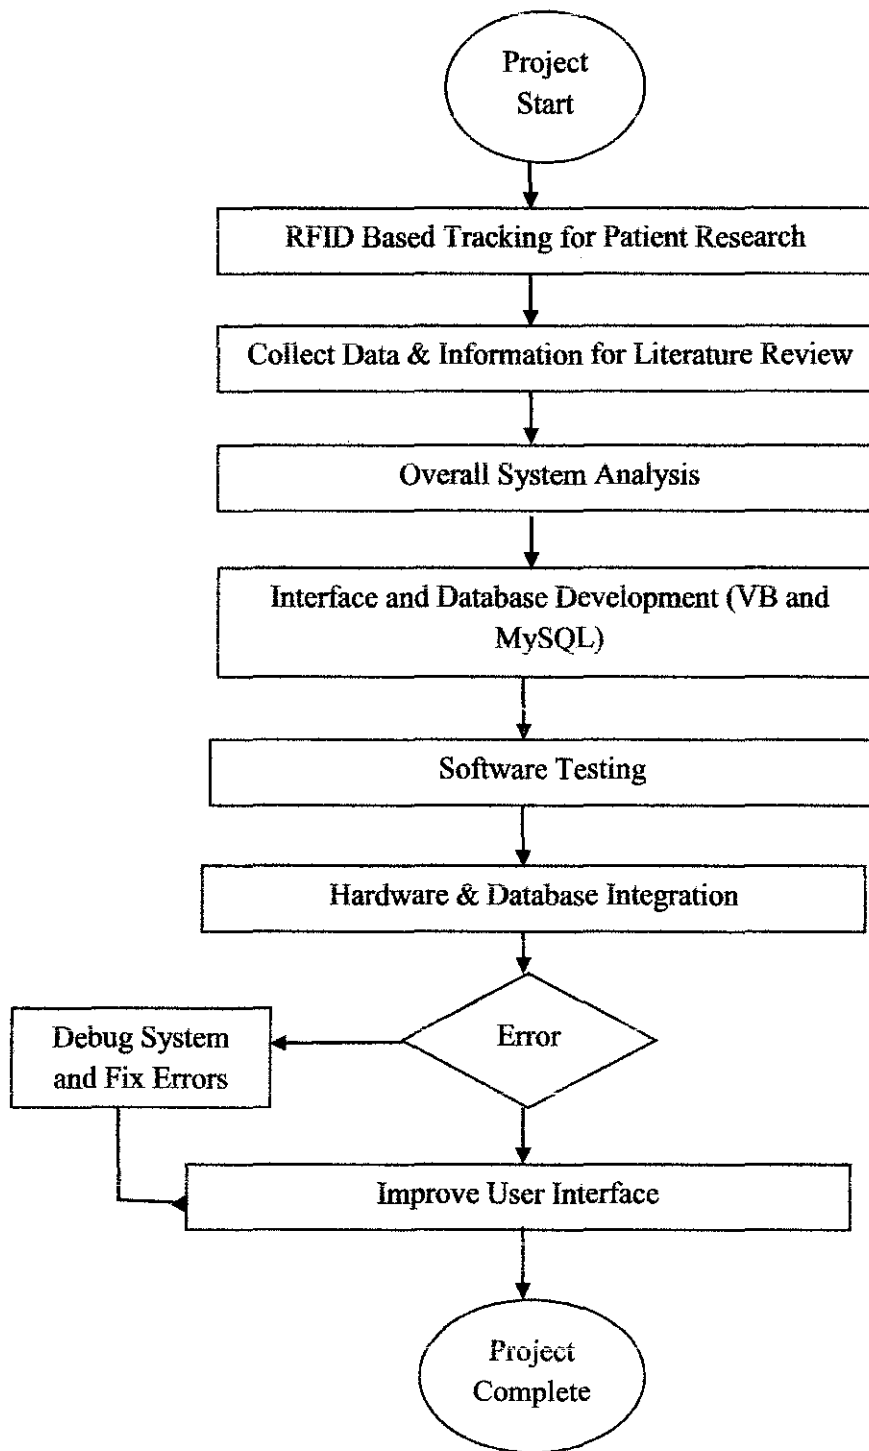 Project
Start
RFID Based Tracking for Patient Research
Collect Data & Information for Literature Review
Overall System Analysis
Interface and Database Development (VB and
MySQL)
Software Testing
Hardware & Database Integration
Error
Debug System
and Fix Errors
Improve User Interface
Project
Complete